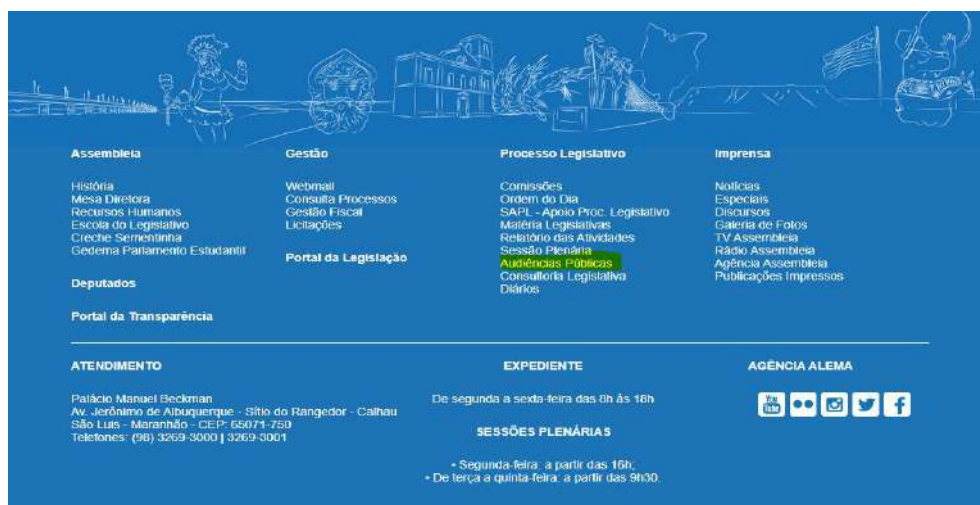 Assembleia
História
Mesa Diretora
Recursos Humanos
Escola do Legislativo
Creche Sementinha
Gedema Parlamento Estudantil
Deputados
Portal da Transparência
Gestão
Webmail
Consulta Processos
Gestão Fiscal
Licitações
Portal da Legislação
Processo Legislativo
Comissões
Ordem do Dia
SAPL - Apoio Proc. Legislativo
Matéria Legislativas
Relatório das Atividades
Sessão Plenária
Audiências Públicas
Consultoria Legislativa
Diários
Imprensa
Notícias
Especiais
Discursos
Galeria de Fotos
TV Assembleia
Rádio Assembleia
Agência Assembleia
Publicações Impressos
ATENDIMENTO
Palácio Manuel Beckman
Av. Jerônimo de Albuquerque - Sítio do Rangedor - Calhau
São Luis - Maranhão - CEP: 65071-750
Telefones: (98) 3269-3000 | 3269-3001
EXPEDIENTE
De segunda a sexta-feira das 8h às 18h
SESSÕES PLENÁRIAS
• Segunda-feira: a partir das 16h;
• De terça a quinta-feira: a partir das 9h30.
AGÊNCIA ALEMA
You
Tube